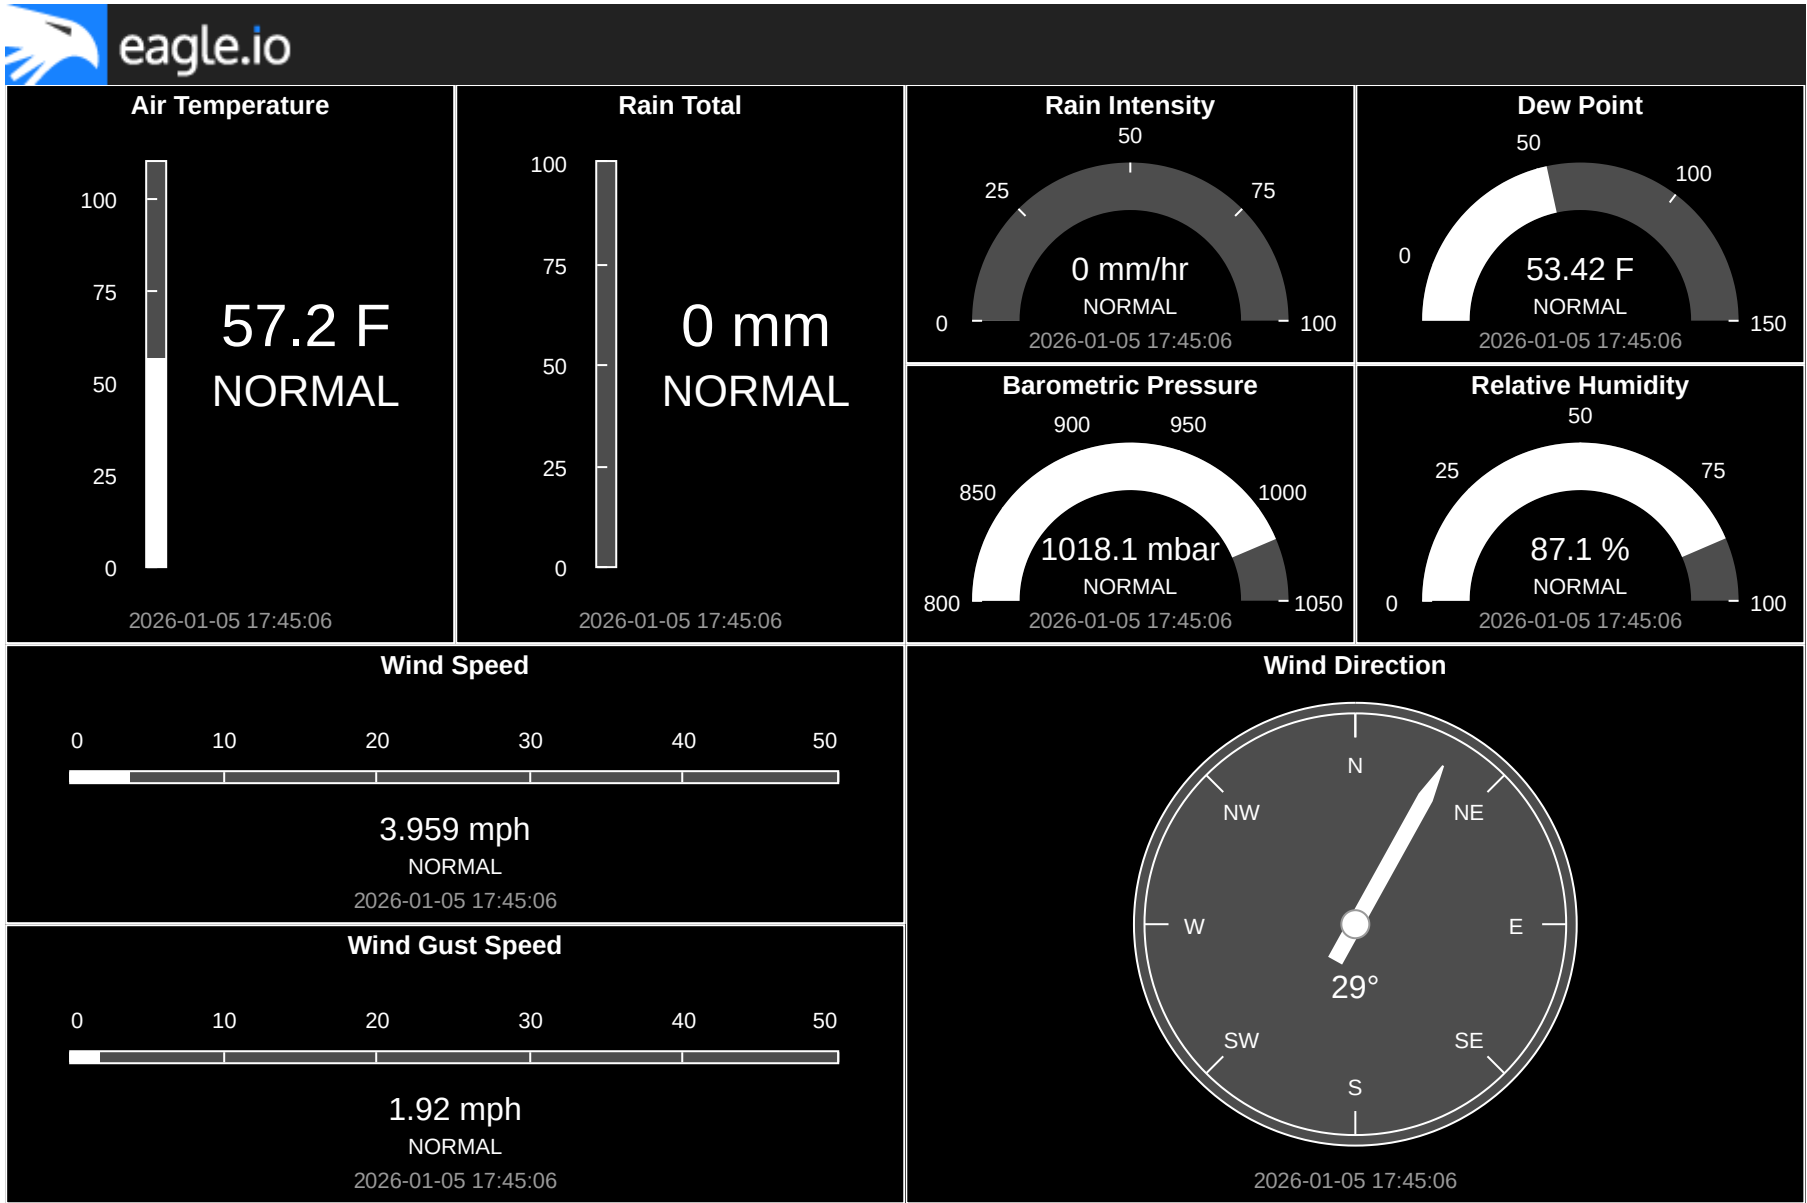 eagle.io
Air Temperature
100
75
50
25
0
57.2 F
NORMAL
2026-01-05 17:45:06
Rain Total
100
75
50
25
0
0 mm
NORMAL
2026-01-05 17:45:06
Rain Intensity
0
25
50
75
100
0 mm/hr
NORMAL
2026-01-05 17:45:06
Dew Point
0
50
100
150
53.42 F
NORMAL
2026-01-05 17:45:06
Barometric Pressure
800
850
900
950
1000
1050
1018.1 mbar
NORMAL
2026-01-05 17:45:06
Relative Humidity
0
25
50
75
100
87.1 %
NORMAL
2026-01-05 17:45:06
Wind Speed
0 10 20 30 40 50
3.959 mph
NORMAL
2026-01-05 17:45:06
Wind Gust Speed
0 10 20 30 40 50
1.92 mph
NORMAL
2026-01-05 17:45:06
Wind Direction
N
NW NE
W E
29°
SW SE
S
2026-01-05 17:45:06